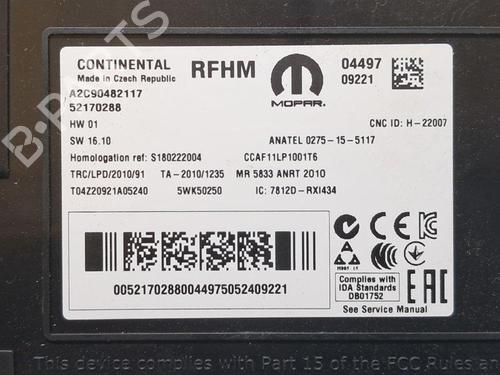 CONTINENTAL RFHM MOPAR 04497
Made in Czech Republic 09221
A2C90482117
52170288
HW 01 CNC ID: H-22007
SW 16.10 ANATEL 0275-15-5117
Homologation ref: S180222004 CCAF11LP1001T6
TRC/LPD/2010/91 TA-2010/1235 MR 5833 ANRT 2010
T04Z20921A05240 5WK50250 IC: 7812D-RXI434
00521702880044975052409221
Complies with
IDA Standards
DB01752
EAC
See Service Manual
This device complies with Part 15 of the FCC Rules
B-PARTS